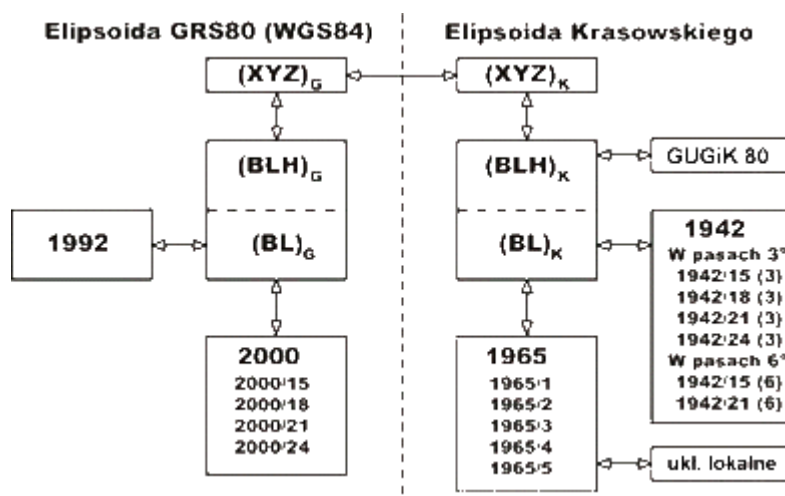 Elipsoida GRS80 (WGS84)
Elipsoida Krasowskiego
(XYZ)G
(XYZ)K
(BLH)G
(BL)G
(BLH)K
(BL)K
GUGiK 80
1992
1942
W pasach 3°
1942/15 (3)
1942/18 (3)
1942/21 (3)
1942/24 (3)
W pasach 6°
1942/15 (6)
1942/21 (6)
2000
2000/15
2000/18
2000/21
2000/24
1965
1965/1
1965/2
1965/3
1965/4
1965/5
ukl. lokalne